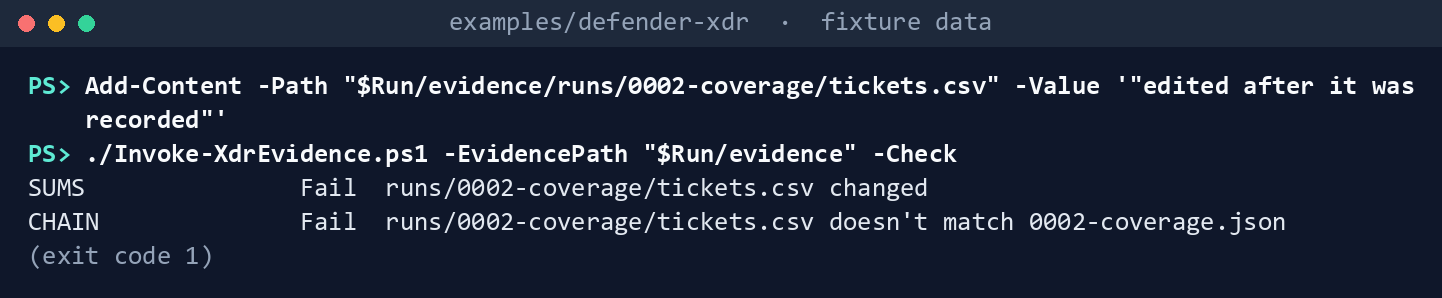 examples/defender-xdr · fixture data
PS> Add-Content -Path "$Run/evidence/runs/0002-coverage/tickets.csv" -Value '"edited after it was
recorded"'
PS> ./Invoke-XdrEvidence.ps1 -EvidencePath "$Run/evidence" -Check
SUMS Fail runs/0002-coverage/tickets.csv changed
CHAIN Fail runs/0002-coverage/tickets.csv doesn't match 0002-coverage.json
(exit code 1)